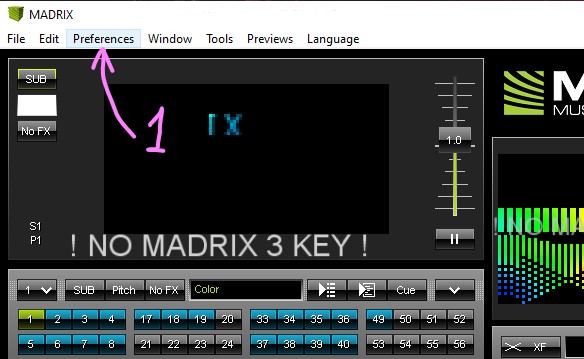 MADRIX
File Edit Preferences Window Tools Previews Language
SUB
No FX
1
IX
1.0
M
MUS
S1
P1
! NO MADRIX 3 KEY !
! NO MA
1 SUB Pitch No FX Color Cue
1 2 3 4 17 18 19 20 33 34 35 36 49 50 51 52
5 6 7 8 21 22 23 24 37 38 39 40 53 54 55 56
XF